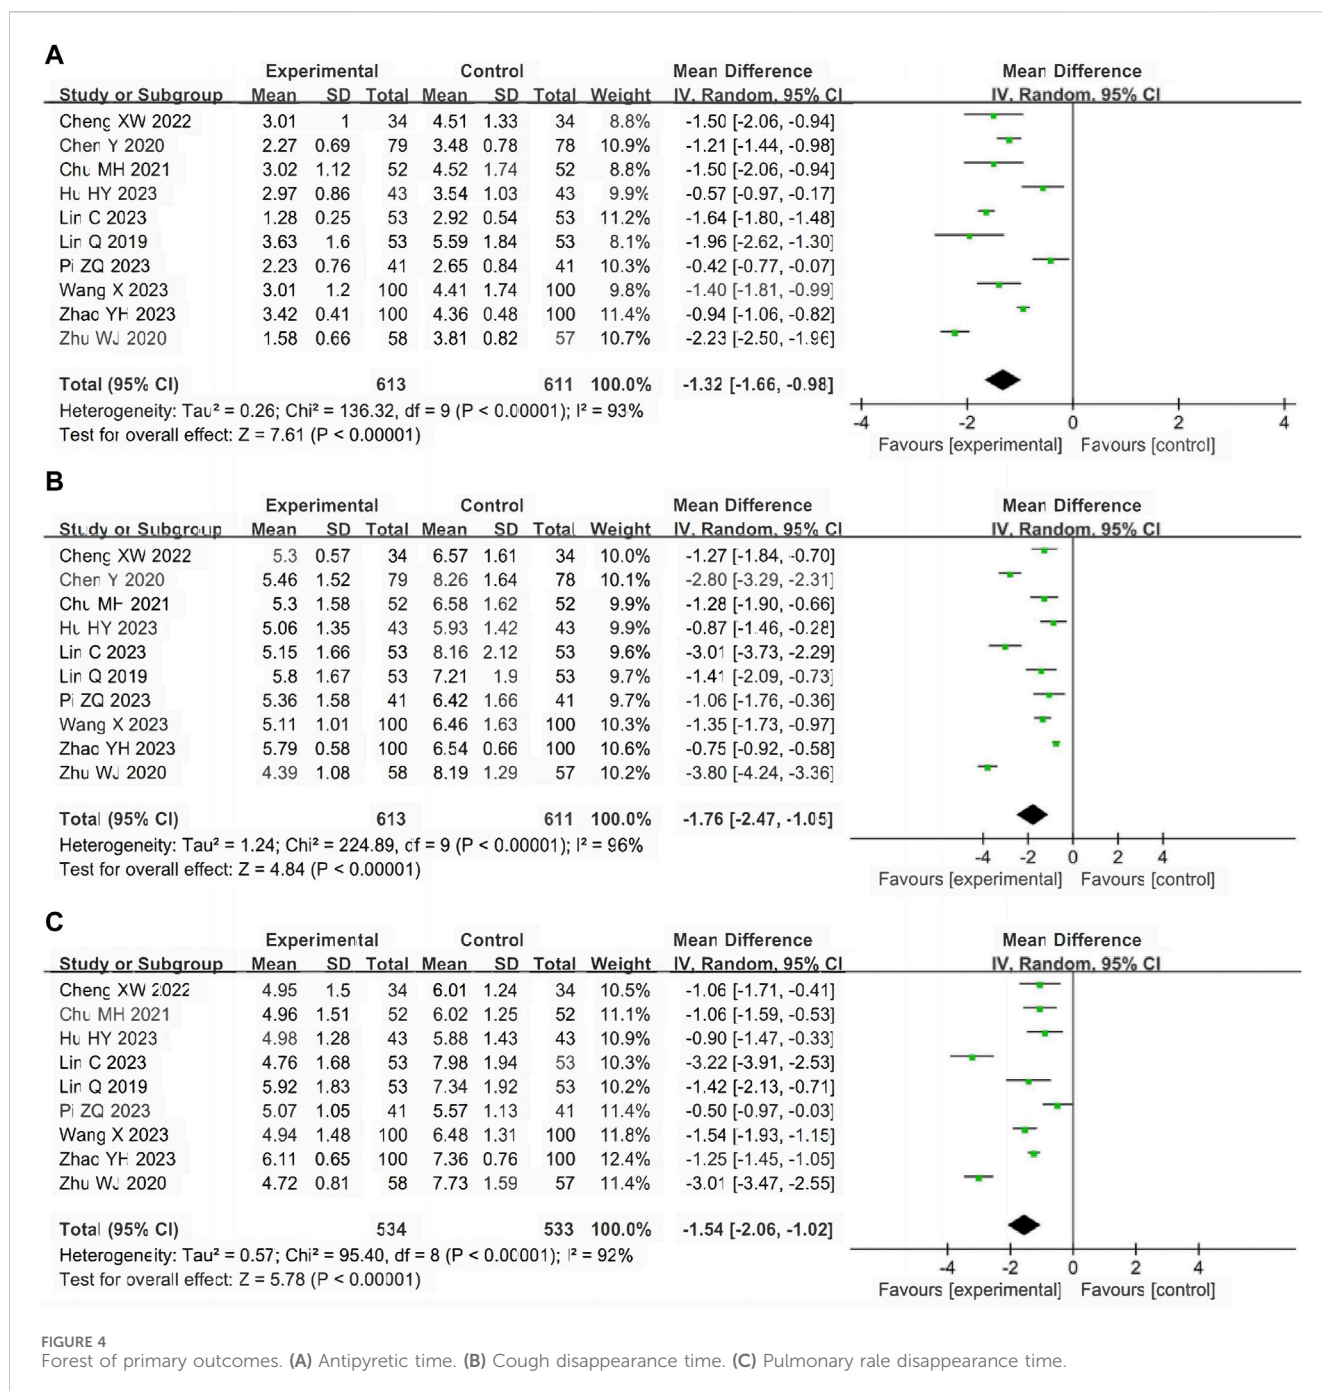 A
Experimental Control Mean Difference Mean Difference
Study or Subgroup Mean SD Total Mean SD Total Weight IV, Random, 95% CI IV, Random, 95% CI
Cheng XW 2022 3.01 1 34 4.51 1.33 34 8.8% -1.50 [-2.06, -0.94]
Chen Y 2020 2.27 0.69 79 3.48 0.78 78 10.9% -1.21 [-1.44, -0.98]
Chu MH 2021 3.02 1.12 52 4.52 1.74 52 8.8% -1.50 [-2.06, -0.94]
Hu HY 2023 2.97 0.86 43 3.54 1.03 43 9.9% -0.57 [-0.97, -0.17]
Lin C 2023 1.28 0.25 53 2.92 0.54 53 11.2% -1.64 [-1.80, -1.48]
Lin Q 2019 3.63 1.6 53 5.59 1.84 53 8.1% -1.96 [-2.62, -1.30]
Pi ZQ 2023 2.23 0.76 41 2.65 0.84 41 10.3% -0.42 [-0.77, -0.07]
Wang X 2023 3.01 1.2 100 4.41 1.74 100 9.8% -1.40 [-1.81, -0.99]
Zhao YH 2023 3.42 0.41 100 4.36 0.48 100 11.4% -0.94 [-1.06, -0.82]
Zhu WJ 2020 1.58 0.66 58 3.81 0.82 57 10.7% -2.23 [-2.50, -1.96]
Total (95% CI) 613 611 100.0% -1.32 [-1.66, -0.98]
Heterogeneity: Tau² = 0.26; Chi² = 136.32, df = 9 (P < 0.00001); I² = 93%
Test for overall effect: Z = 7.61 (P < 0.00001)
-4 -2 0 2 4
Favours [experimental] Favours [control]
B
Experimental Control Mean Difference Mean Difference
Study or Subgroup Mean SD Total Mean SD Total Weight IV, Random, 95% CI IV, Random, 95% CI
Cheng XW 2022 5.3 0.57 34 6.57 1.61 34 10.0% -1.27 [-1.84, -0.70]
Chen Y 2020 5.46 1.52 79 8.26 1.64 78 10.1% -2.80 [-3.29, -2.31]
Chu MH 2021 5.3 1.58 52 6.58 1.62 52 9.9% -1.28 [-1.90, -0.66]
Hu HY 2023 5.06 1.35 43 5.93 1.42 43 9.9% -0.87 [-1.46, -0.28]
Lin C 2023 5.15 1.66 53 8.16 2.12 53 9.6% -3.01 [-3.73, -2.29]
Lin Q 2019 5.8 1.67 53 7.21 1.9 53 9.7% -1.41 [-2.09, -0.73]
Pi ZQ 2023 5.36 1.58 41 6.42 1.66 41 9.7% -1.06 [-1.76, -0.36]
Wang X 2023 5.11 1.01 100 6.46 1.63 100 10.3% -1.35 [-1.73, -0.97]
Zhao YH 2023 5.79 0.58 100 6.54 0.66 100 10.6% -0.75 [-0.92, -0.58]
Zhu WJ 2020 4.39 1.08 58 8.19 1.29 57 10.2% -3.80 [-4.24, -3.36]
Total (95% CI) 613 611 100.0% -1.76 [-2.47, -1.05]
Heterogeneity: Tau² = 1.24; Chi² = 224.89, df = 9 (P < 0.00001); I² = 96%
Test for overall effect: Z = 4.84 (P < 0.00001)
-4 -2 0 2 4
Favours [experimental] Favours [control]
C
Experimental Control Mean Difference Mean Difference
Study or Subgroup Mean SD Total Mean SD Total Weight IV, Random, 95% CI IV, Random, 95% CI
Cheng XW 2022 4.95 1.5 34 6.01 1.24 34 10.5% -1.06 [-1.71, -0.41]
Chu MH 2021 4.96 1.51 52 6.02 1.25 52 11.1% -1.06 [-1.59, -0.53]
Hu HY 2023 4.98 1.28 43 5.88 1.43 43 10.9% -0.90 [-1.47, -0.33]
Lin C 2023 4.76 1.68 53 7.98 1.94 53 10.3% -3.22 [-3.91, -2.53]
Lin Q 2019 5.92 1.83 53 7.34 1.92 53 10.2% -1.42 [-2.13, -0.71]
Pi ZQ 2023 5.07 1.05 41 5.57 1.13 41 11.4% -0.50 [-0.97, -0.03]
Wang X 2023 4.94 1.48 100 6.48 1.31 100 11.8% -1.54 [-1.93, -1.15]
Zhao YH 2023 6.11 0.65 100 7.36 0.76 100 12.4% -1.25 [-1.45, -1.05]
Zhu WJ 2020 4.72 0.81 58 7.73 1.59 57 11.4% -3.01 [-3.47, -2.55]
Total (95% CI) 534 533 100.0% -1.54 [-2.06, -1.02]
Heterogeneity: Tau² = 0.57; Chi² = 95.40, df = 8 (P < 0.00001); I² = 92%
Test for overall effect: Z = 5.78 (P < 0.00001)
-4 -2 0 2 4
Favours [experimental] Favours [control]
FIGURE 4
Forest of primary outcomes. (A) Antipyretic time. (B) Cough disappearance time. (C) Pulmonary rale disappearance time.